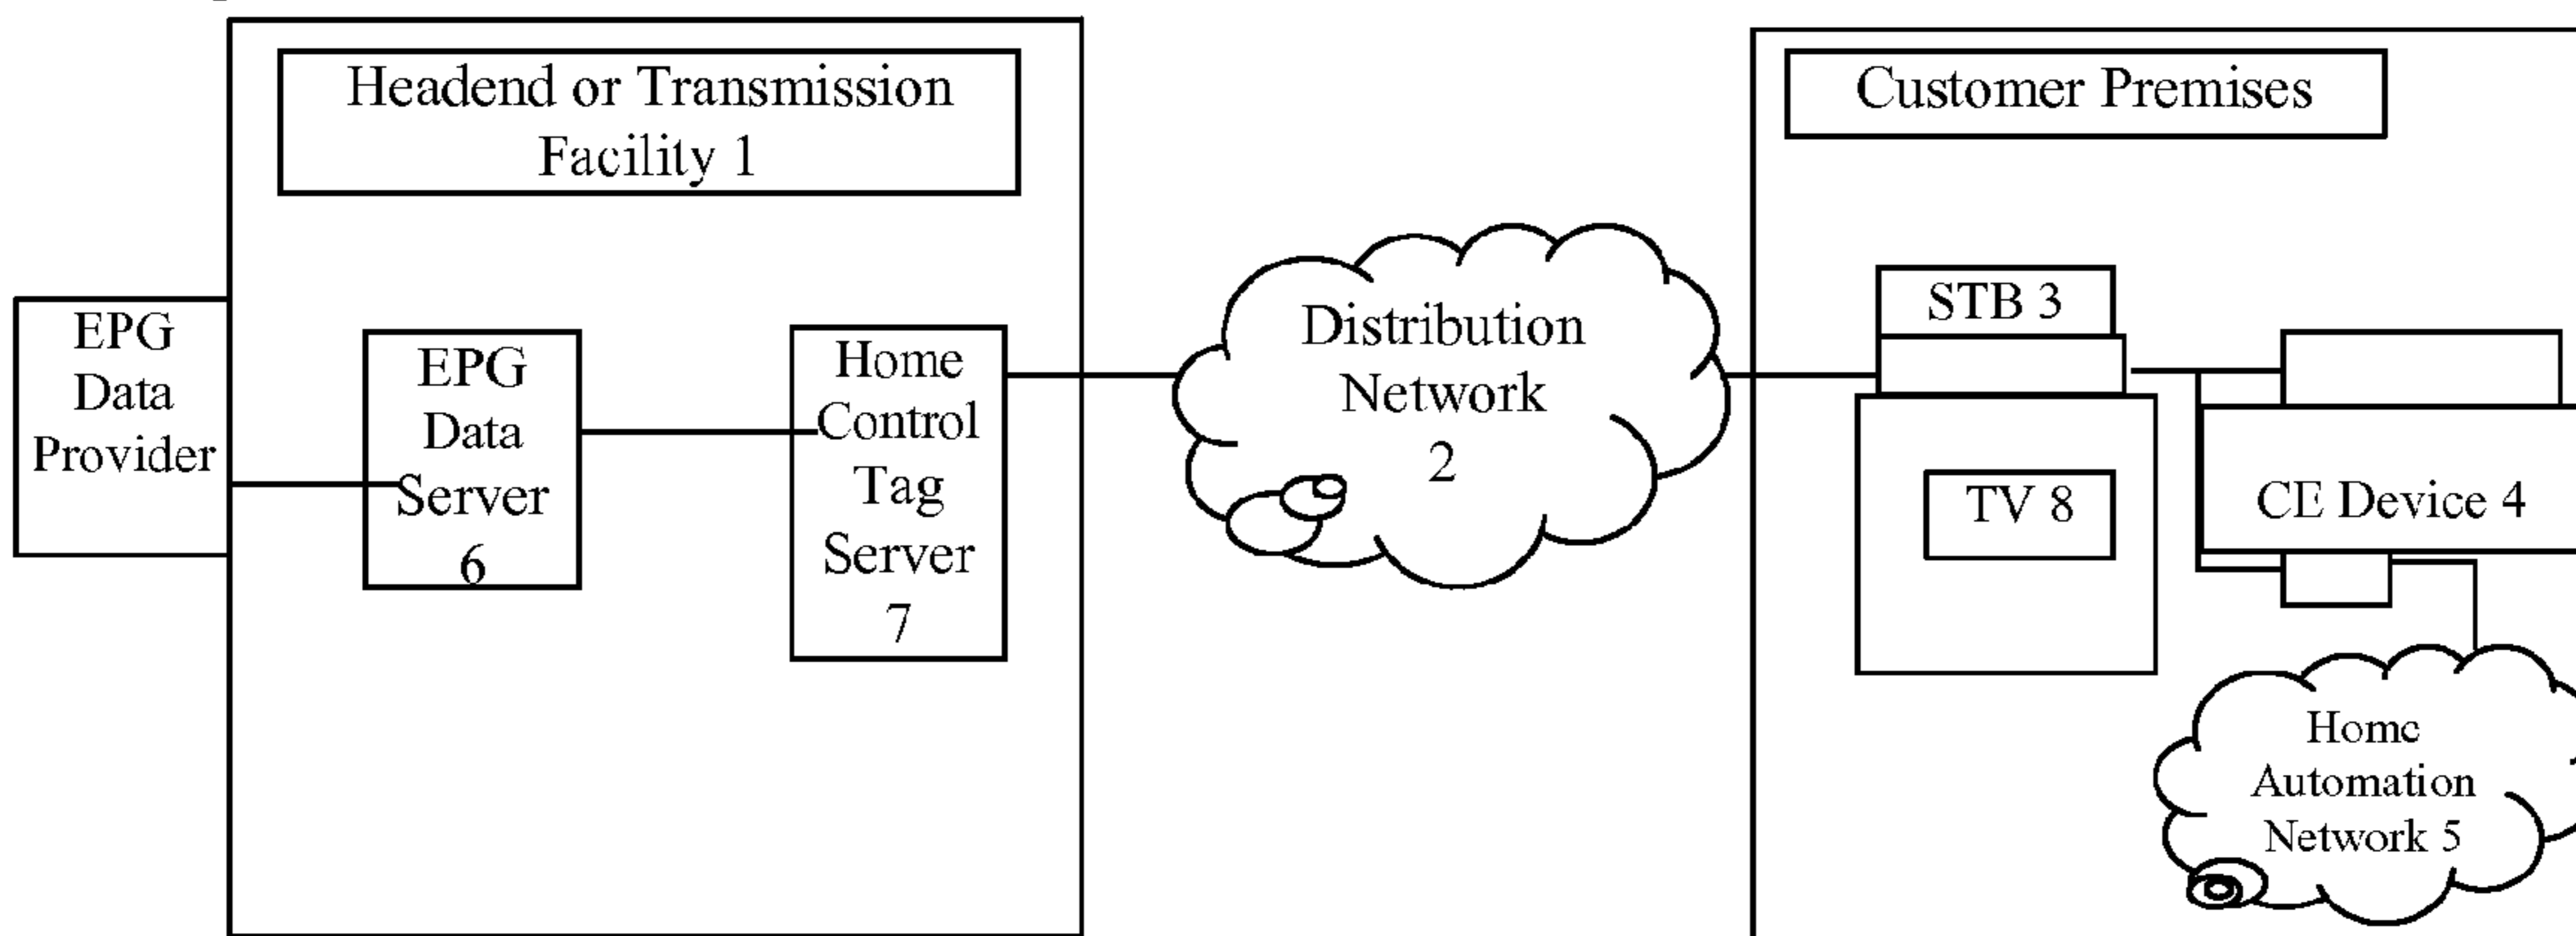 Headend or Transmission
Facility 1
Customer Premises
EPG
Data
Provider
EPG
Data
Server
6
Home
Control
Tag
Server
7
Distribution
Network
2
STB 3
TV 8
CE Device 4
Home
Automation
Network 5